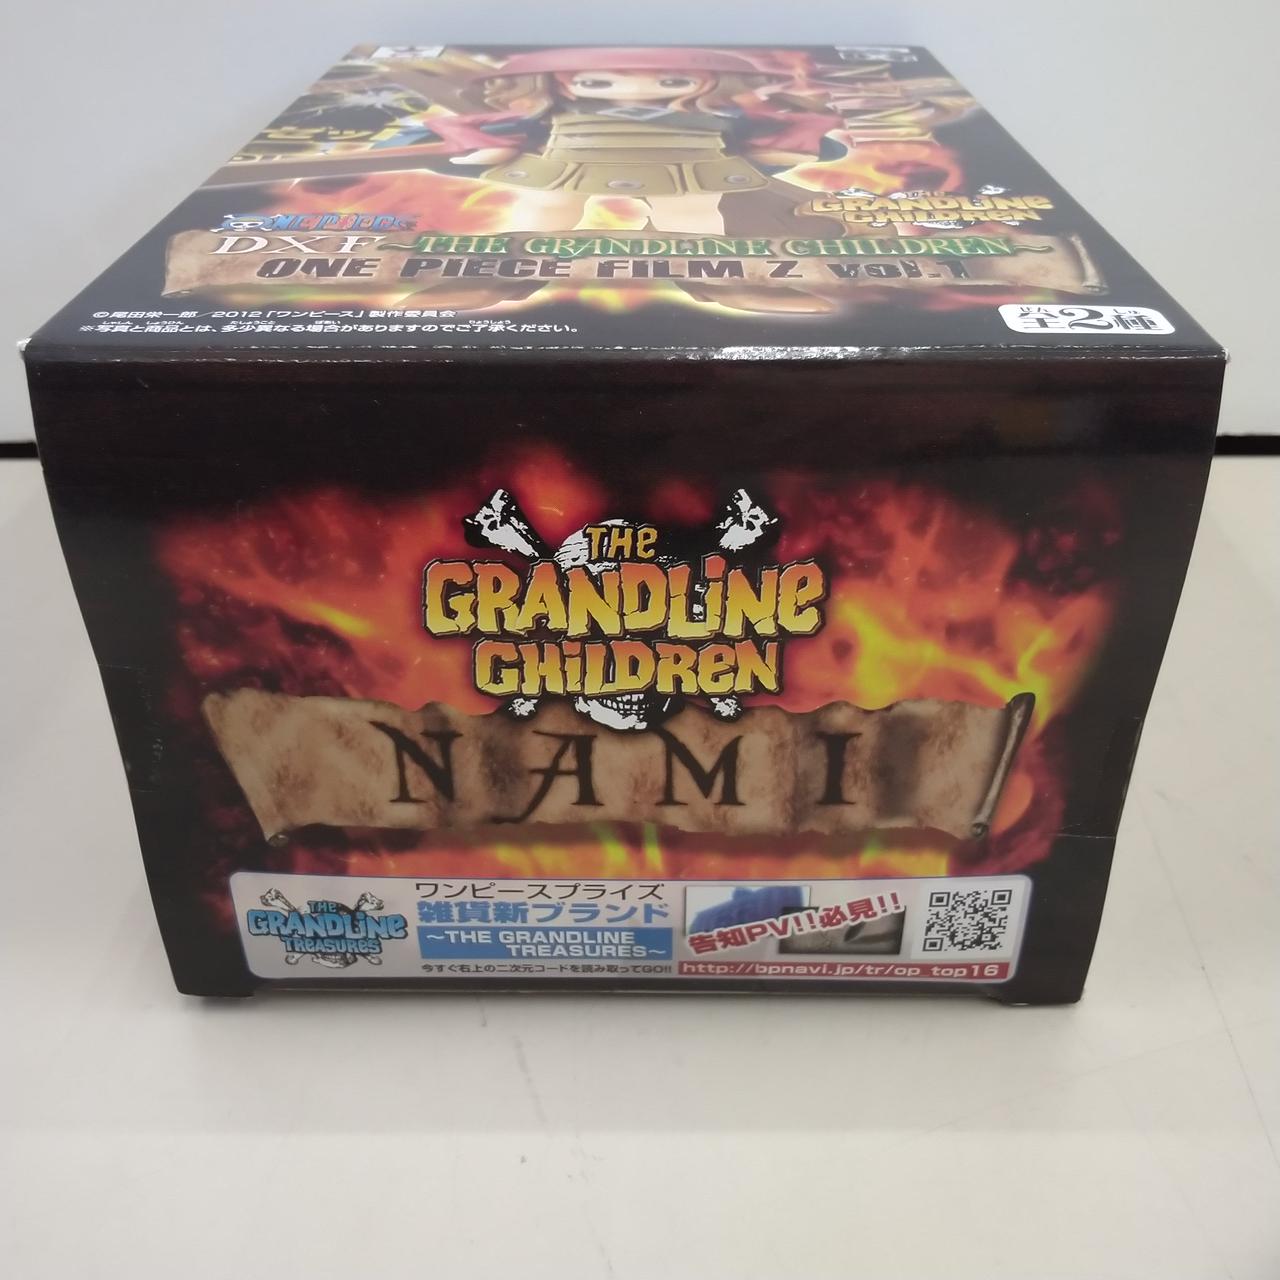 THE
GRANDLINE
CHILDREN
ONE PIECE
DXF~THE GRANDLINE CHILDREN~
ONE PIECE FILM Z vol.1
©尾田栄一郎/2012「ワンピース」製作委員会
※写真と商品とは、多少異なる場合がありますのでご了承ください。
全2種
THE
GRANDLINE
CHILDREN
NAMI
THE
GRANDLINE
TREASURES
ワンピースプライズ
雑貨新ブランド
~THE GRANDLINE
TREASURES~
今すぐ右上の二次元コードを読み取ってGO!!
告知PV!!必見!!
http://bpnavi.jp/tr/op_top16